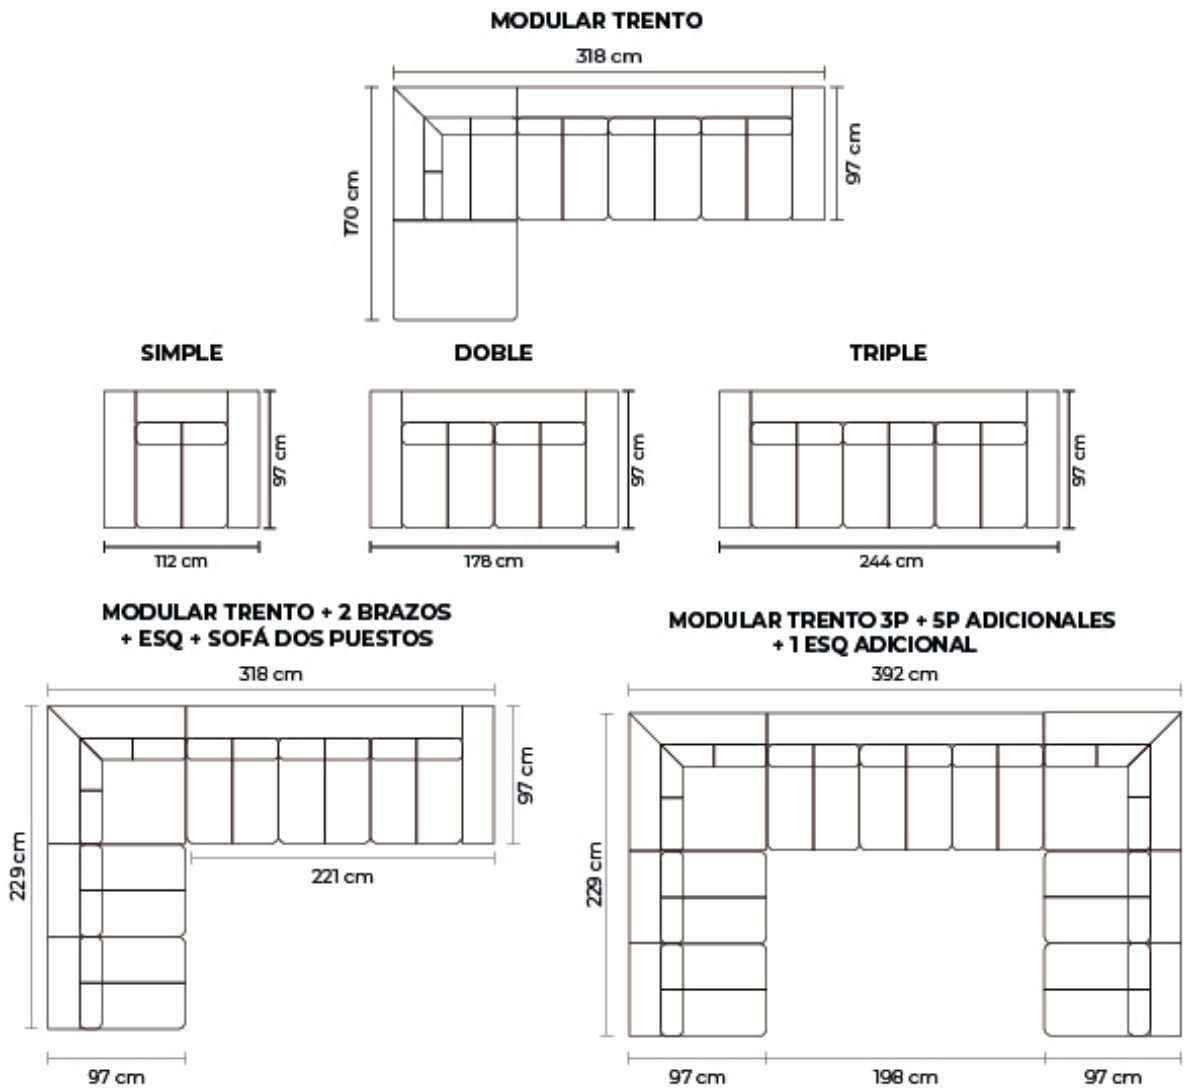 MODULAR TRENTO
318 cm
170 cm
97 cm
SIMPLE
DOBLE
TRIPLE
97 cm
97 cm
97 cm
112 cm
178 cm
244 cm
MODULAR TRENTO + 2 BRAZOS
+ ESQ + SOFÁ DOS PUESTOS
318 cm
97 cm
229 cm
221 cm
97 cm
MODULAR TRENTO 3P + 5P ADICIONALES
+ 1 ESQ ADICIONAL
392 cm
229 cm
97 cm
198 cm
97 cm